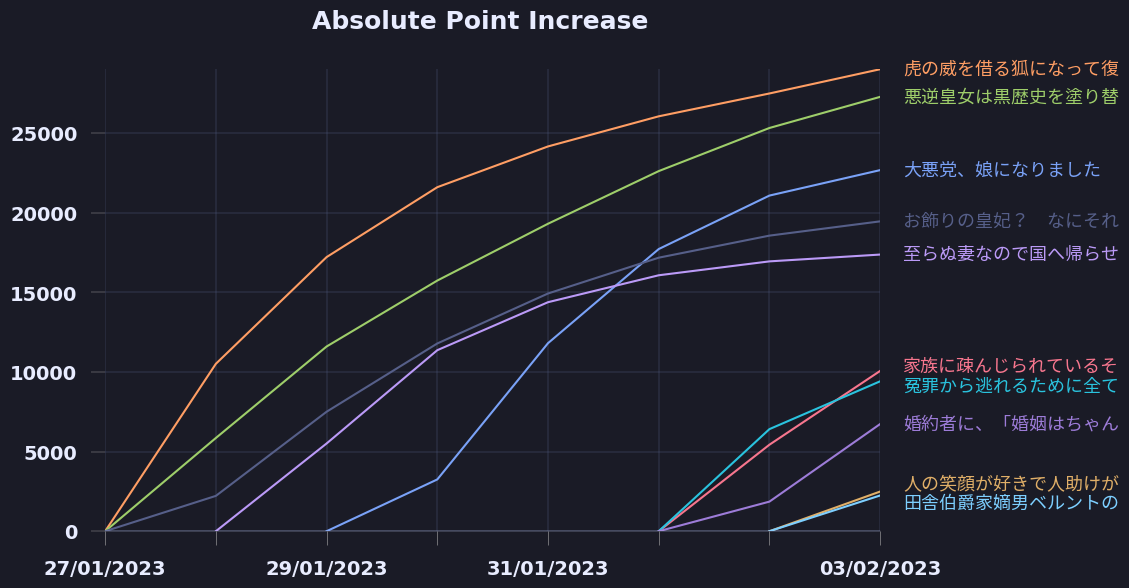 Absolute Point Increase
虎の威を借る狐になって復
悪逆皇女は黒歴史を塗り替
25000
大悪党、娘になりました
20000
お飾りの皇妃？　なにそれ
至らぬ妻なので国へ帰らせ
15000
10000
家族に疎んじられているそ
冤罪から逃れるために全て
婚約者に、「婚姻はちゃん
5000
人の笑顔が好きで人助けが
田舎伯爵家嫡男ベルントの
0
27/01/2023
29/01/2023
31/01/2023
03/02/2023